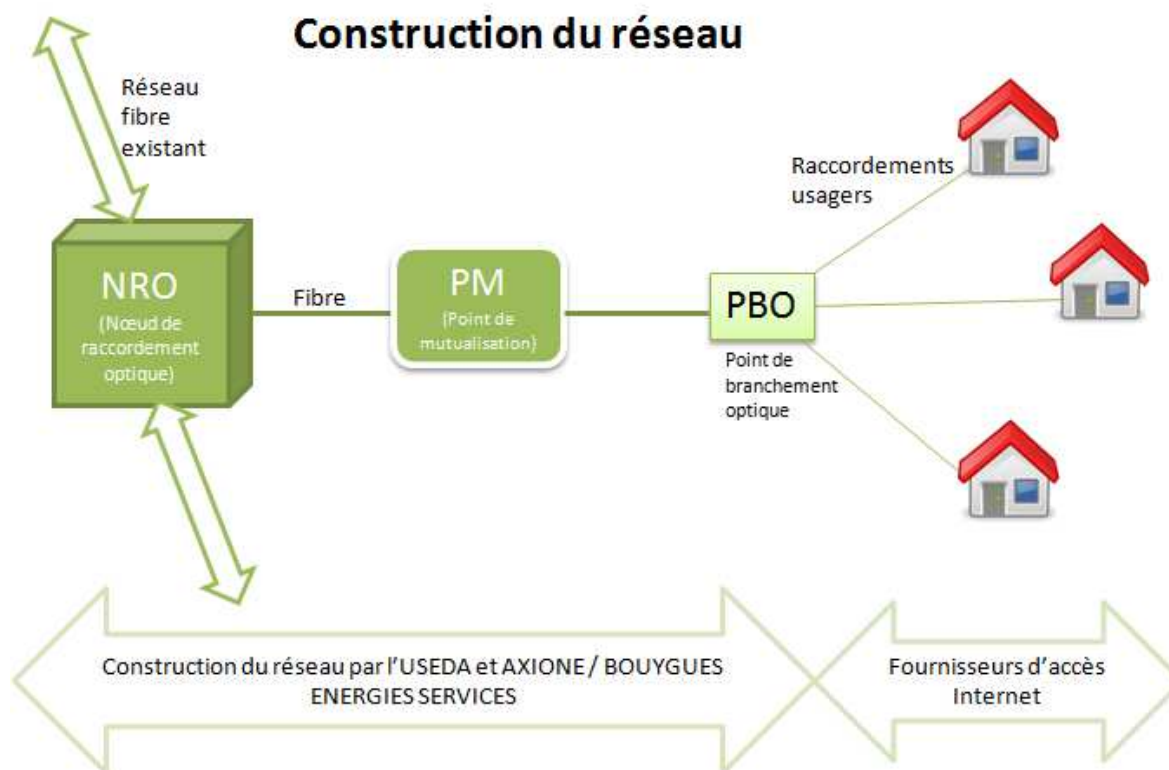 Construction du réseau
Réseau
fibre
existant
Raccordements
usagers
NRO
(Nœud de
raccordement
optique)
Fibre
PM
(Point de
mutualisation)
PBO
Point de
branchement
optique
Construction du réseau par l'USEDA et AXIONE / BOUYGUES
ENERGIES SERVICES
Fournisseurs d'accès
Internet